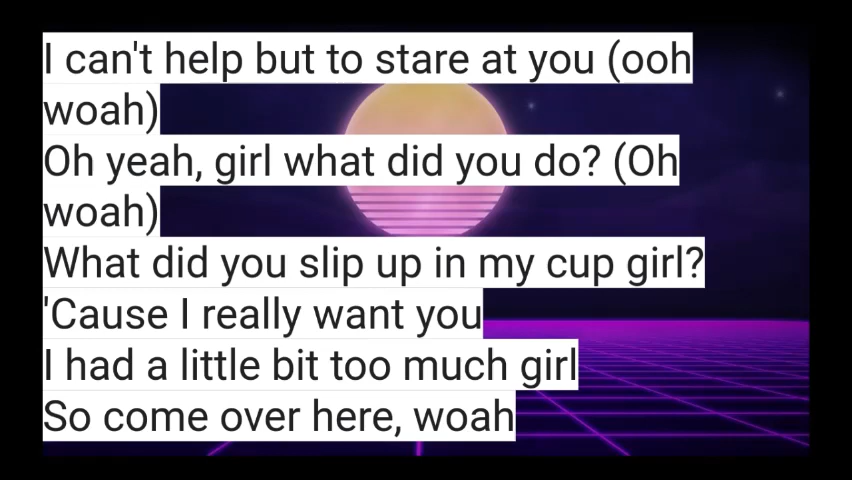 I can't help but to stare at you (ooh
woah)
Oh yeah, girl what did you do? (Oh
woah)
What did you slip up in my cup girl?
'Cause I really want you
I had a little bit too much girl
So come over here, woah